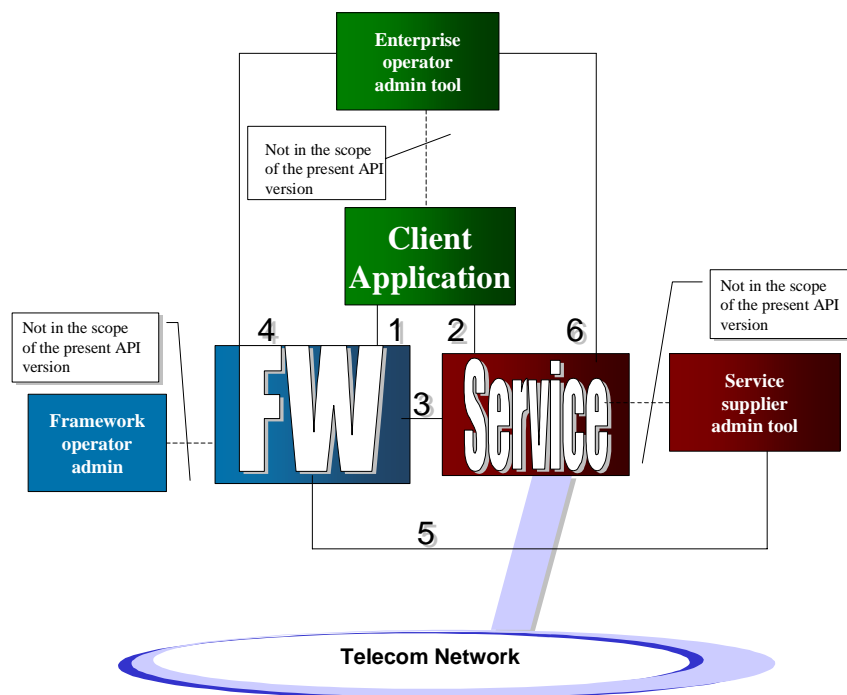 Enterprise
operator
admin tool
Not in the scope
of the present API
version
Client
Application
Not in the scope
of the present API
version
Not in the scope
of the present API
version
4
1
2
6
FW
3
Service
Framework
operator
admin
Service
supplier
admin tool
5
Telecom Network